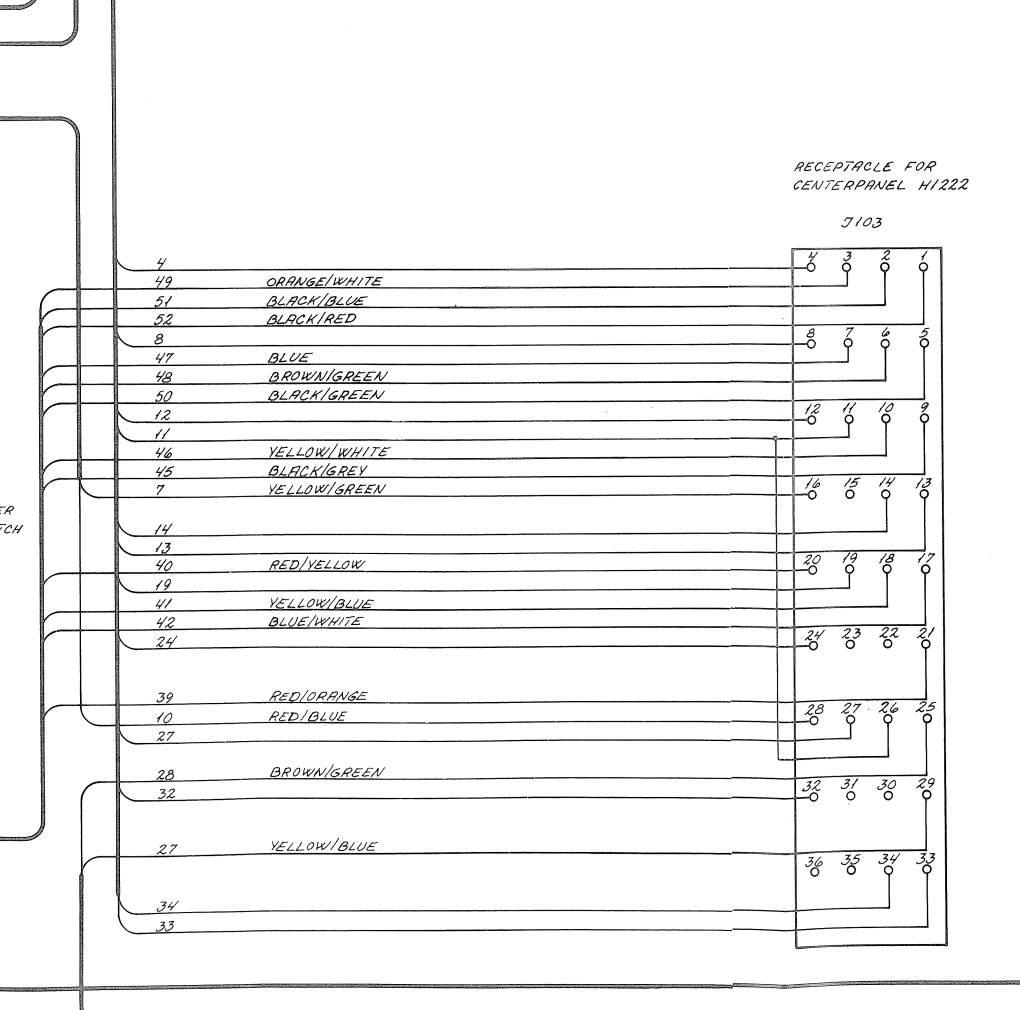 RECEPTACLE FOR
CENTERPANEL H1222
J103
4
49 ORANGE/WHITE
51 BLACK/BLUE
52 BLACK/RED
8
47 BLUE
48 BROWN/GREEN
50 BLACK/GREEN
12
11
46 YELLOW/WHITE
45 BLACK/GREY
7 YELLOW/GREEN
ER
TCH
14
13
40 RED/YELLOW
19
41 YELLOW/BLUE
42 BLUE/WHITE
24
39 RED/ORANGE
10 RED/BLUE
27
28 BROWN/GREEN
32
27 YELLOW/BLUE
34
33
4 3 2 1
8 7 6 5
12 11 10 9
16 15 14 13
20 19 18 17
24 23 22 21
28 27 26 25
32 31 30 29
36 35 34 33